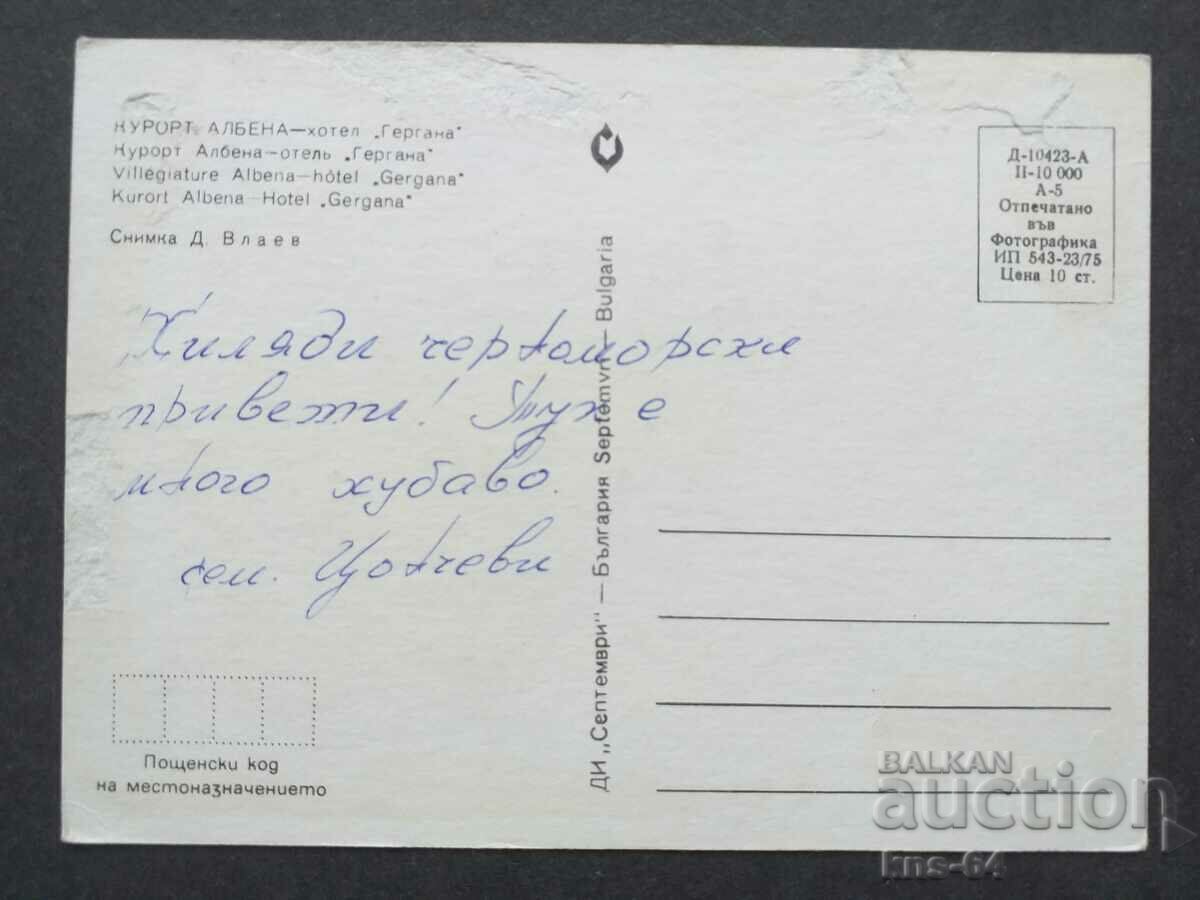 КУРОРТ АЛБЕНА—хотел „Гергана"
Курорт Албена—отель „Гергана"
Villégiature Albena—hôtel „Gergana"
Kurort Albena—Hotel „Gergana"
Снимка Д. Влаев
Д-10423-А
II-10 000
А-5
Отпечатано
във
Фотографика
ИП 543-23/75
Цена 10 ст.
Хиляди черноморски
привети! Тук е
много хубаво.
сем. Цончеви
ДИ „Септември" — България Septemvri — Bulgaria
Пощенски код
на местоназначението
BALKAN
auction
kns-64